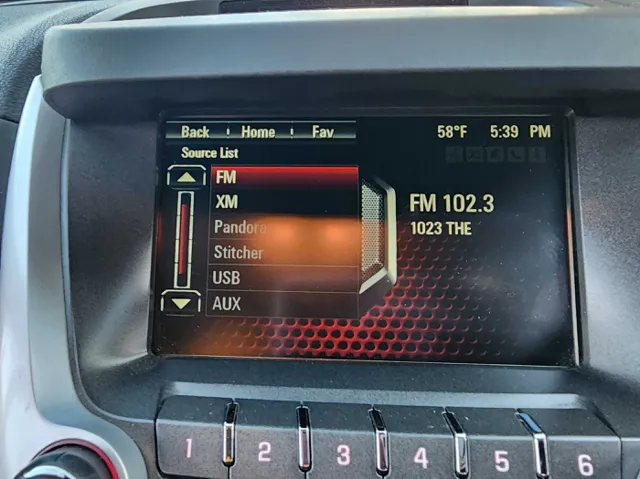 Back Home Fav 58°F 5:39 PM
Source List
FM
XM
Pandora
Stitcher
USB
AUX
FM 102.3
1023 THE
1 2 3 4 5 6